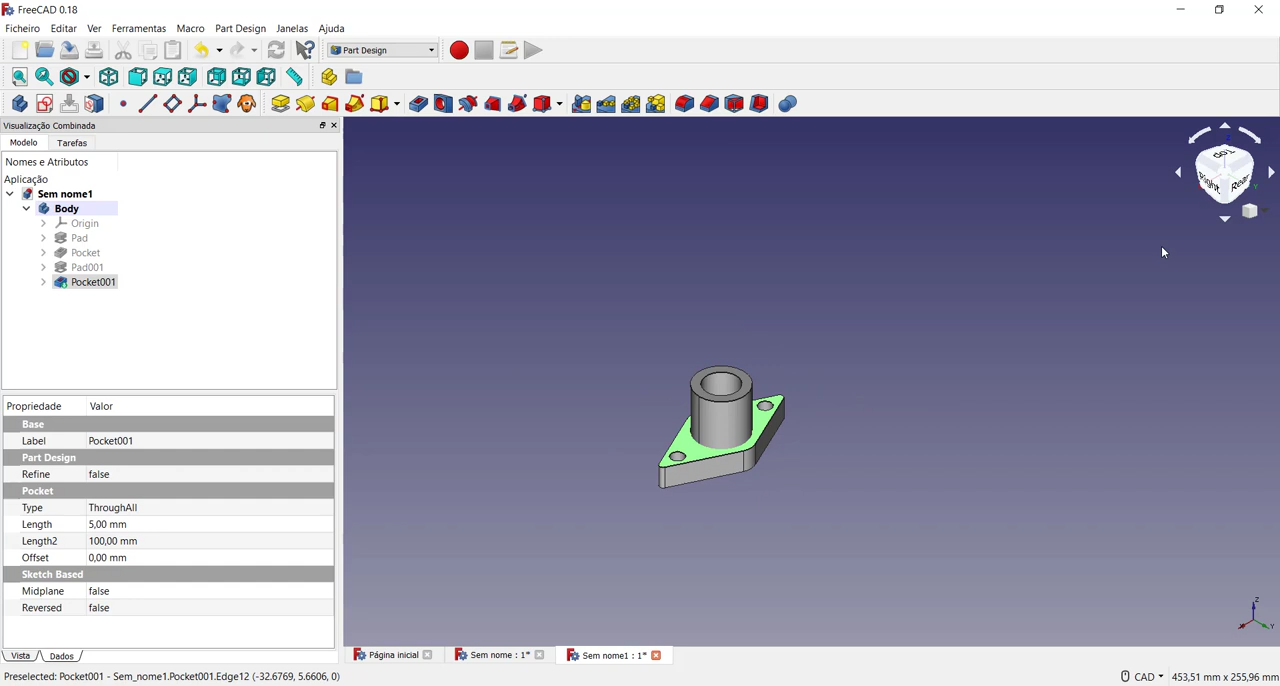 FreeCAD 0.18
Ficheiro Editar Ver Ferramentas Macro Part Design Janelas Ajuda
Part Design
Visualização Combinada
Modelo Tarefas
Nomes e Atributos
Aplicação
Sem nome1
Body
Origin
Pad
Pocket
Pad001
Pocket001
Propriedade Valor
Base
Label Pocket001
Part Design
Refine false
Pocket
Type ThroughAll
Length 5,00 mm
Length2 100,00 mm
Offset 0,00 mm
Sketch Based
Midplane false
Reversed false
Vista Dados
Top
Right Rear
Y
Z
X Y
Página inicial Sem nome : 1* Sem nome1 : 1*
Preselected: Pocket001 - Sem_nome1.Pocket001.Edge12 (-32.6769, 5.6606, 0) CAD 453,51 mm x 255,96 mm